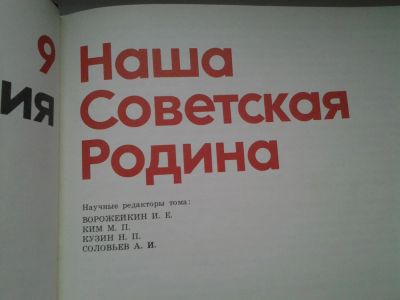 9
ИЯ
Наша
Советская
Родина
Научные редакторы тома:
ВОРОЖЕЙКИН И. Е.
КИМ М. П.
КУЗИН Н. П.
СОЛОВЬЕВ А. И.